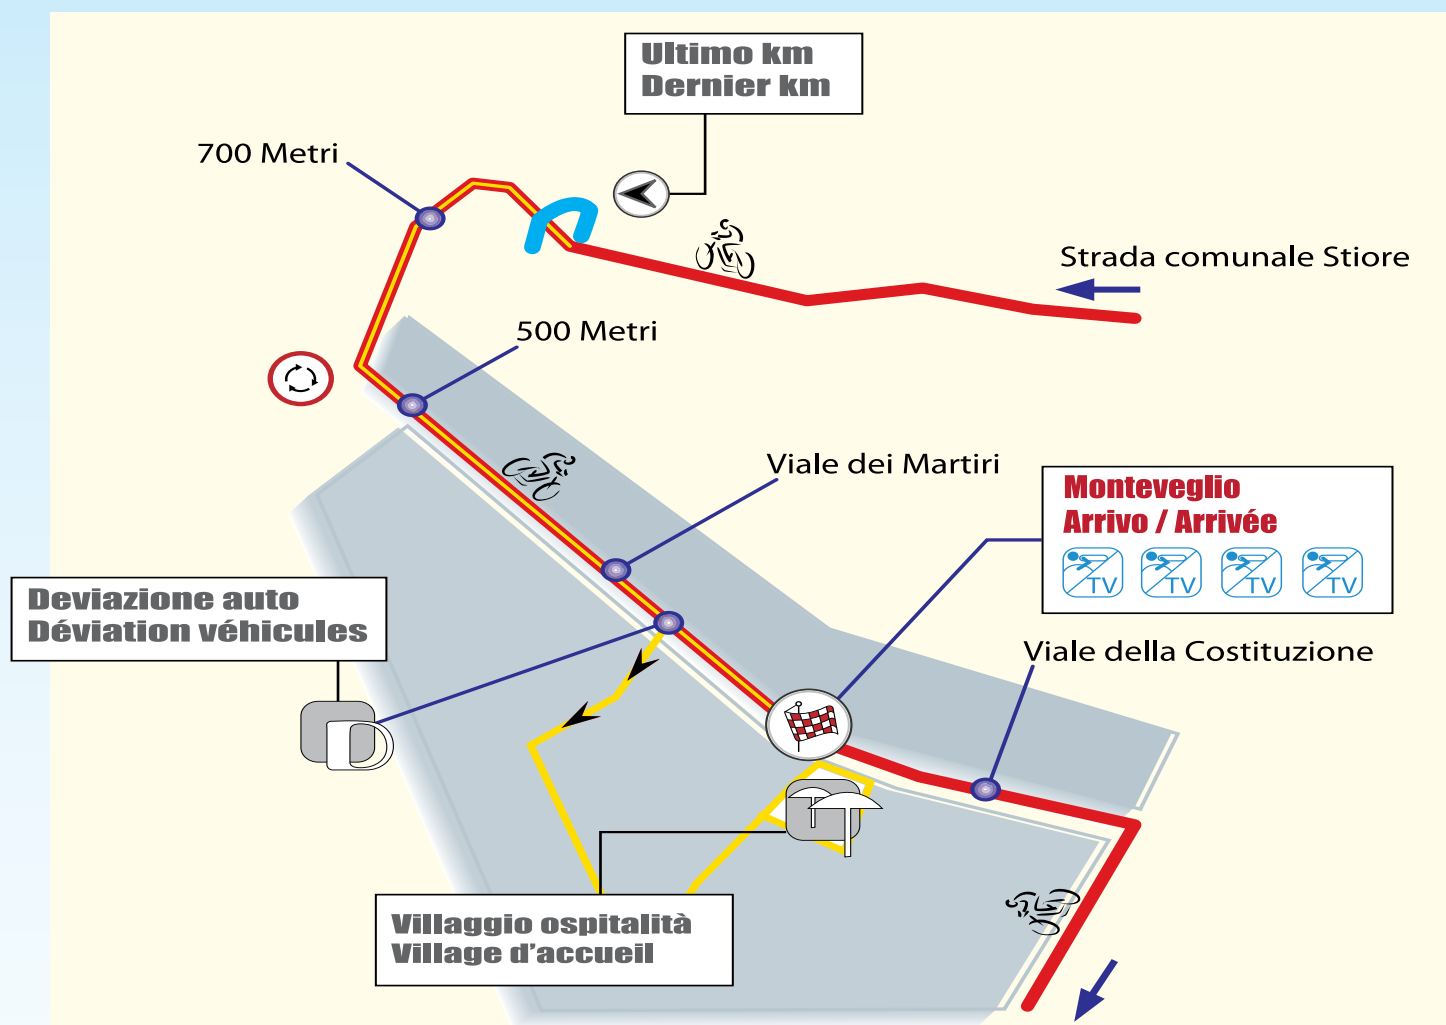 Ultimo km
Dernier km
700 Metri
Strada comunale Stiore
500 Metri
Viale dei Martiri
Monteveglio
Arrivo / Arrivée
TV TV TV TV
Deviazione auto
Déviation véhicules
Viale della Costituzione
Villaggio ospitalità
Village d'accueil